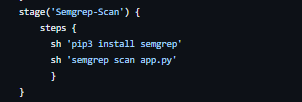 stage('Semgrep-Scan') {
steps {
sh 'pip3 install semgrep'
sh 'semgrep scan app.py'
}
}